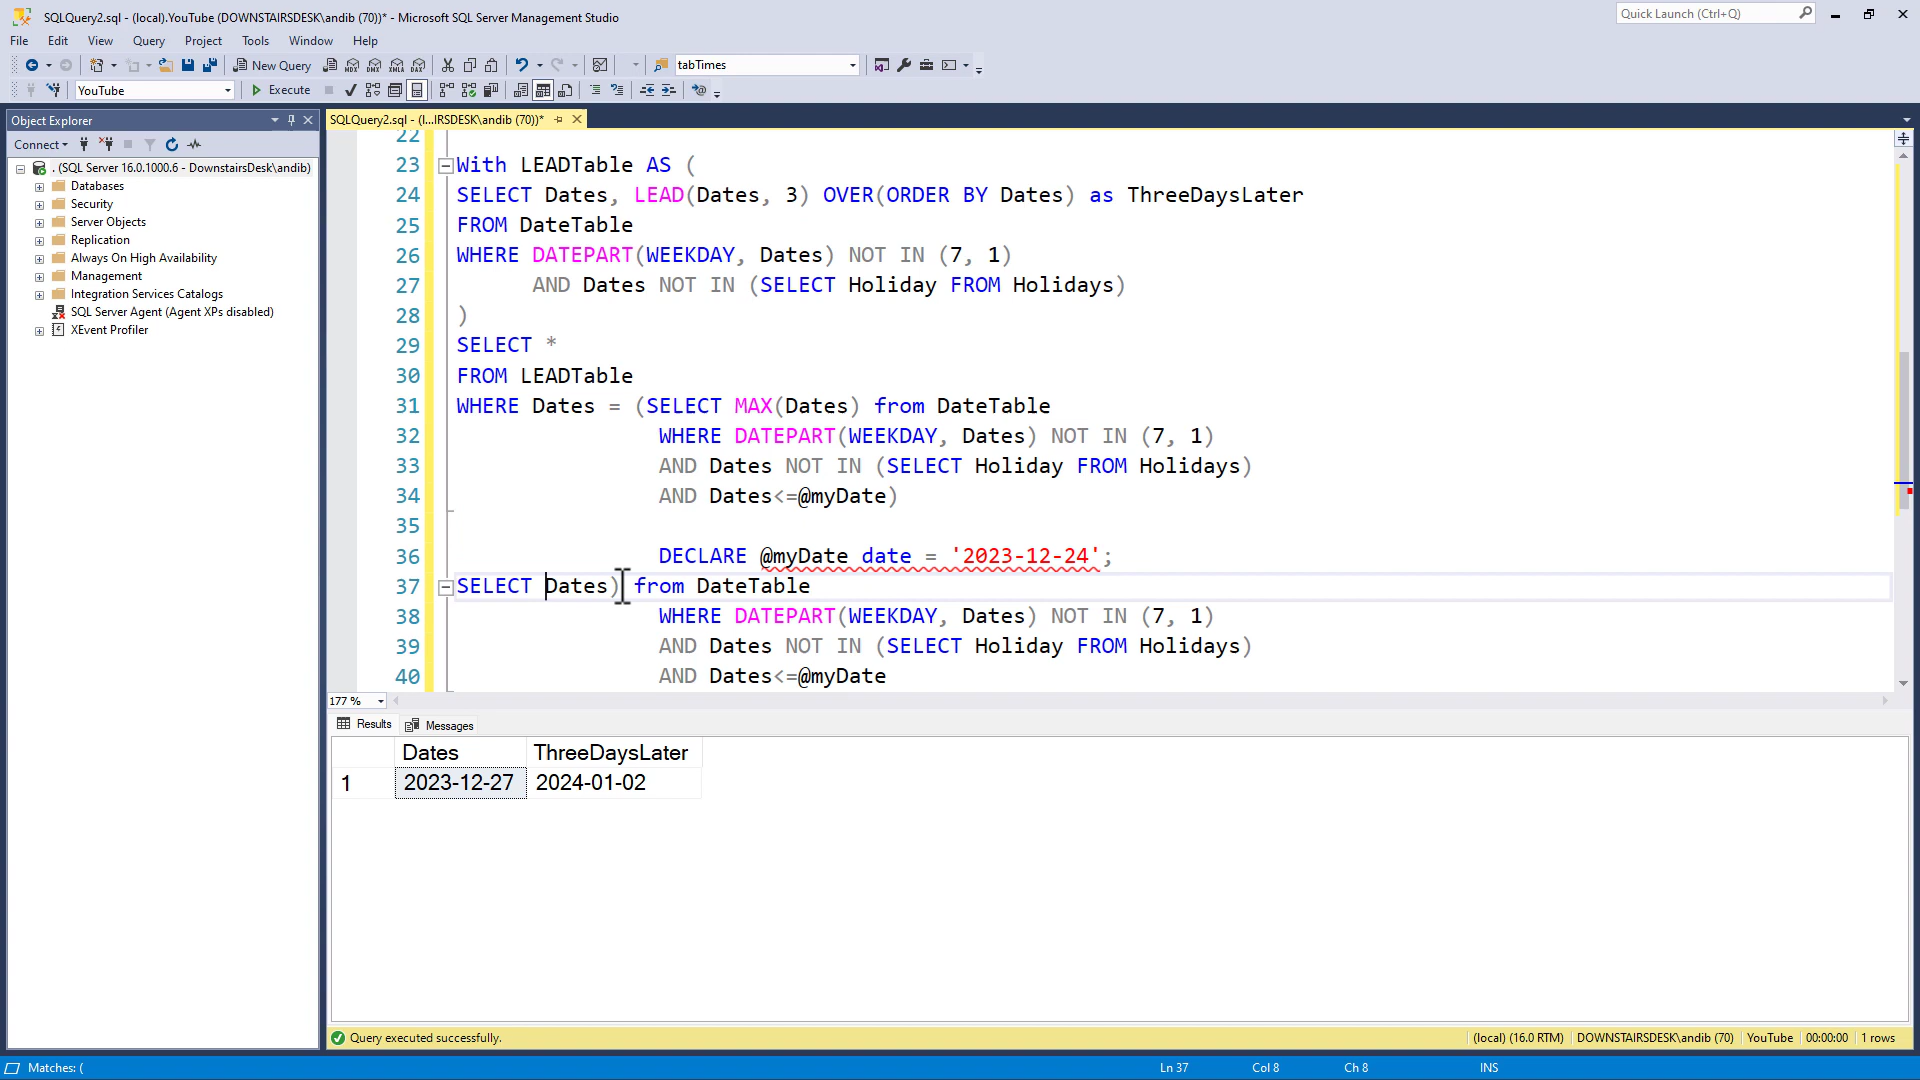 SQLQuery2.sql - (local).YouTube (DOWNSTAIRSDESK\andib (70))* - Microsoft SQL Server Management Studio
Quick Launch (Ctrl+Q)
File Edit View Query Project Tools Window Help
New Query
MDX DMX XMLA DAX
tabTimes
YouTube
Execute
Object Explorer
SQLQuery2.sql - (l...IRSDESK\andib (70))*
Connect
. (SQL Server 16.0.1000.6 - DownstairsDesk\andib)
Databases
Security
Server Objects
Replication
Always On High Availability
Management
Integration Services Catalogs
SQL Server Agent (Agent XPs disabled)
XEvent Profiler
22
23 With LEADTable AS (
24 SELECT Dates, LEAD(Dates, 3) OVER(ORDER BY Dates) as ThreeDaysLater
25 FROM DateTable
26 WHERE DATEPART(WEEKDAY, Dates) NOT IN (7, 1)
27 AND Dates NOT IN (SELECT Holiday FROM Holidays)
28 )
29 SELECT *
30 FROM LEADTable
31 WHERE Dates = (SELECT MAX(Dates) from DateTable
32 WHERE DATEPART(WEEKDAY, Dates) NOT IN (7, 1)
33 AND Dates NOT IN (SELECT Holiday FROM Holidays)
34 AND Dates<=@myDate)
35
36 DECLARE @myDate date = '2023-12-24';
37 SELECT Dates) from DateTable
38 WHERE DATEPART(WEEKDAY, Dates) NOT IN (7, 1)
39 AND Dates NOT IN (SELECT Holiday FROM Holidays)
40 AND Dates<=@myDate
177 %
Results Messages
Dates ThreeDaysLater
1 2023-12-27 2024-01-02
Query executed successfully.
(local) (16.0 RTM) DOWNSTAIRSDESK\andib (70) YouTube 00:00:00 1 rows
Matches: (
Ln 37 Col 8 Ch 8 INS